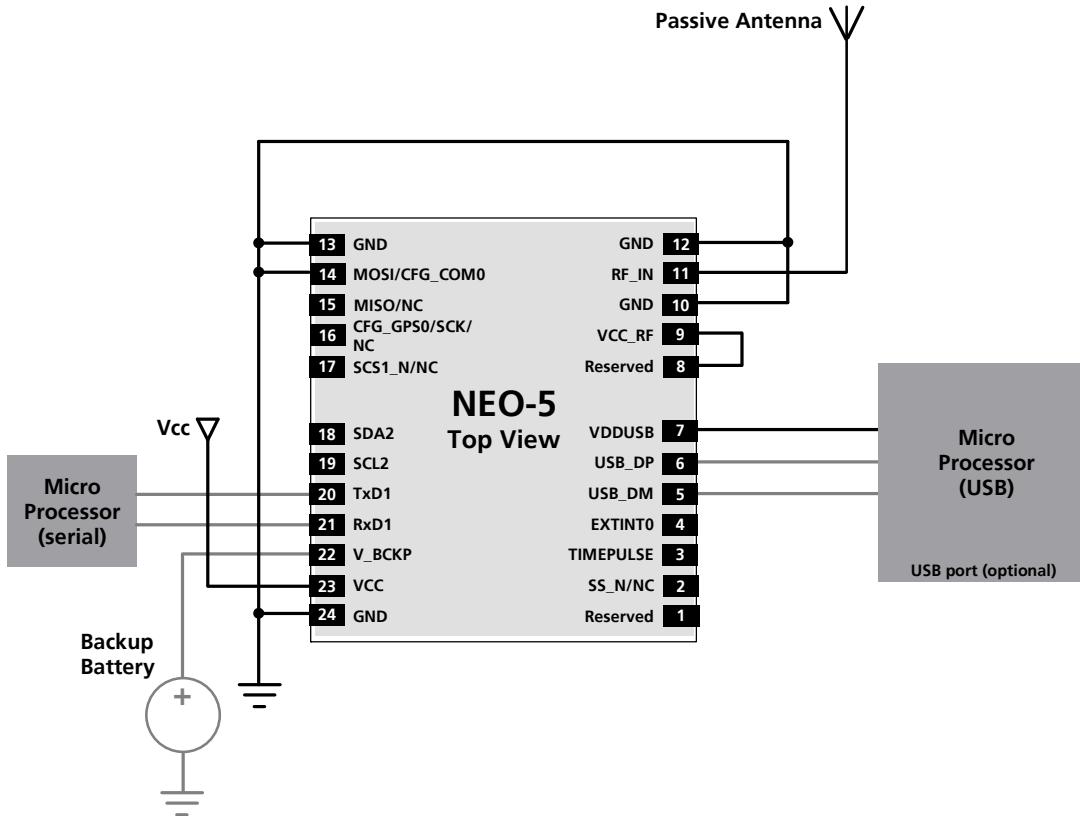 Passive Antenna
13 GND
14 MOSI/CFG_COM0
15 MISO/NC
16 CFG_GPS0/SCK/
NC
17 SCS1_N/NC
18 SDA2
19 SCL2
20 TxD1
21 RxD1
22 V_BCKP
23 VCC
24 GND
GND 12
RF_IN 11
GND 10
VCC_RF 9
Reserved 8
VDDUSB 7
USB_DP 6
USB_DM 5
EXTINT0 4
TIMEPULSE 3
SS_N/NC 2
Reserved 1
NEO-5
Top View
Vcc
Micro
Processor
(serial)
Backup
Battery
+
Micro
Processor
(USB)
USB port (optional)